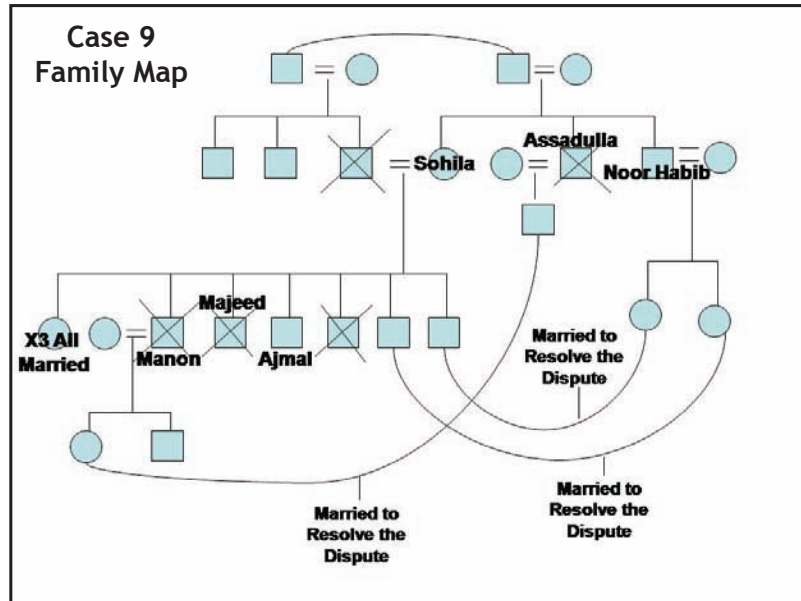 Case 9
Family Map
Assadulla
Sohila
Noor Habib
Majeed
X3 All
Married
Manon
Ajmal
Married to
Resolve the
Dispute
Married to
Resolve the
Dispute
Married to
Resolve the
Dispute